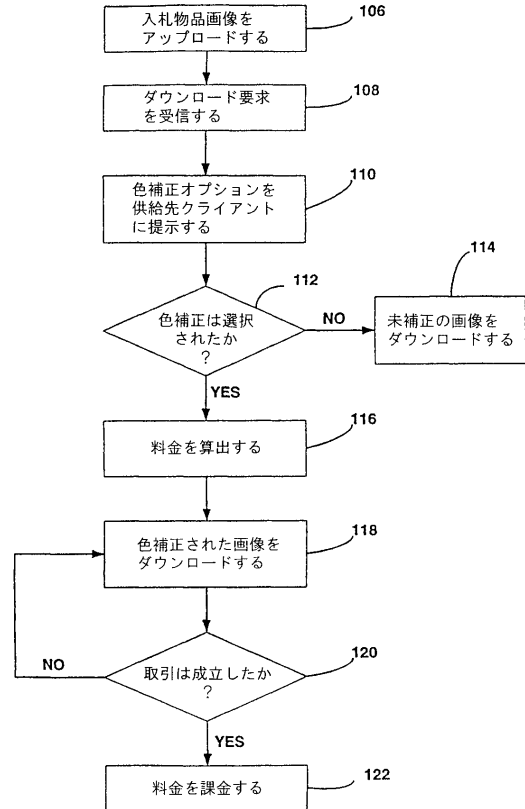 入札物品画像を
アップロードする
106
ダウンロード要求
を受信する
108
色補正オプションを
供給先クライアント
に提示する
110
色補正は選択
されたか
?
112
NO
未補正の画像を
ダウンロードする
114
YES
料金を算出する
116
色補正された画像を
ダウンロードする
118
取引は成立したか
?
120
NO
YES
料金を課金する
122